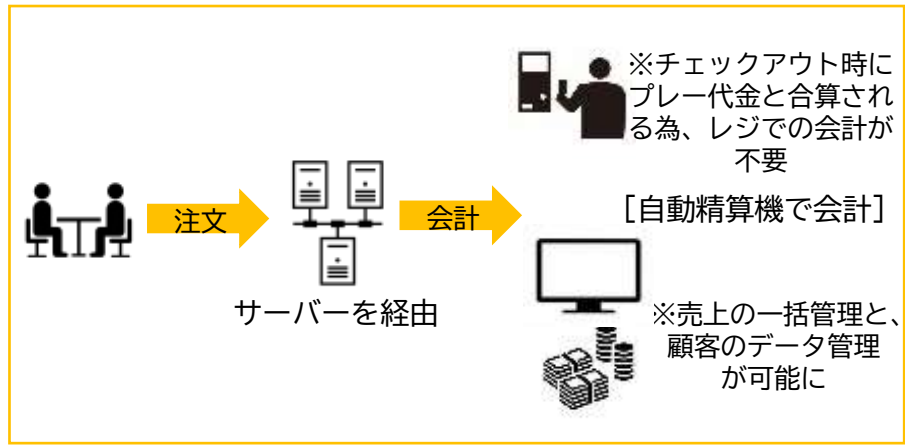 注文
サーバーを経由
会計
※チェックアウト時に
プレー代金と合算され
る為、レジでの会計が
不要
［自動精算機で会計］
※売上の一括管理と、
顧客のデータ管理
が可能に